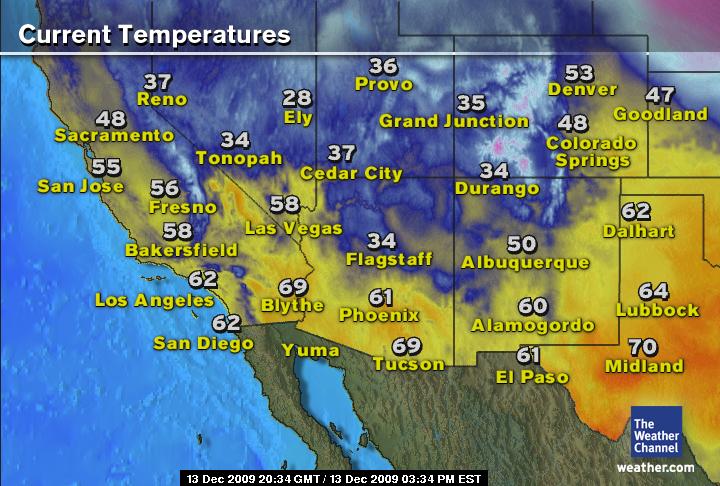 Current Temperatures
37
Reno
28
Ely
36
Provo
53
Denver
47
Goodland
35
Grand Junction
48
Sacramento
34
Tonopah
48
Colorado
Springs
37
Cedar City
55
San Jose
56
Fresno
34
Durango
58
Las Vegas
62
Dalhart
58
Bakersfield
34
Flagstaff
50
Albuquerque
62
Los Angeles
69
Blythe
61
Phoenix
60
Alamogordo
64
Lubbock
62
San Diego
Yuma
69
Tucson
61
El Paso
70
Midland
The
Weather
Channel
weather.com
13 Dec 2009 20:34 GMT / 13 Dec 2009 03:34 PM EST